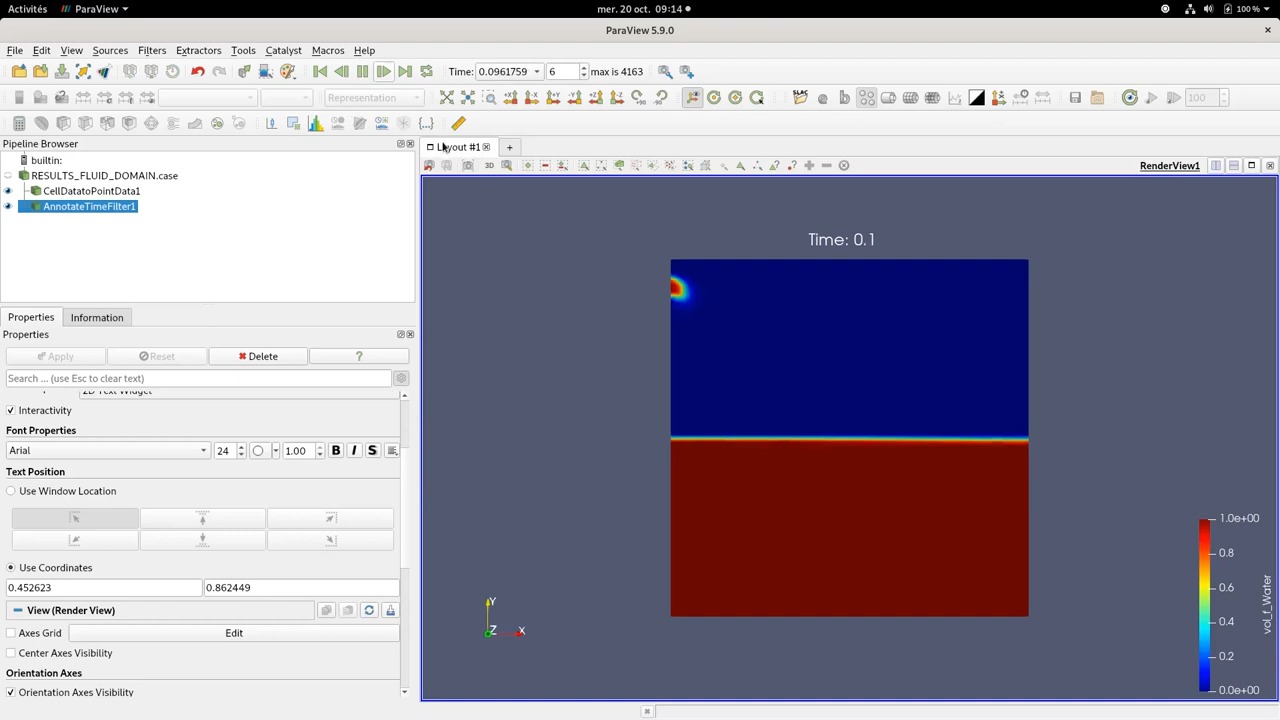 Activités ParaView mer. 20 oct. 09:14 100 %
ParaView 5.9.0
File Edit View Sources Filters Extractors Tools Catalyst Macros Help
Time: 0.0961759 6 max is 4163
Representation 100
Pipeline Browser Layout #1
builtin:
RESULTS_FLUID_DOMAIN.case 3D RenderView1
CellDatatoPointData1
AnnotateTimeFilter1
Time: 0.1
Properties Information
Properties
Apply Reset Delete ?
Search ... (use Esc to clear text)
2D Text Widget
Interactivity
Font Properties
Arial 24 1.00 B I S
Text Position
Use Window Location
Use Coordinates
0.452623 0.862449
View (Render View)
Axes Grid Edit
Center Axes Visibility
Orientation Axes
Orientation Axes Visibility
Y
Z X
1.0e+00
0.8
0.6
0.4
0.2
0.0e+00
vol_f_Water